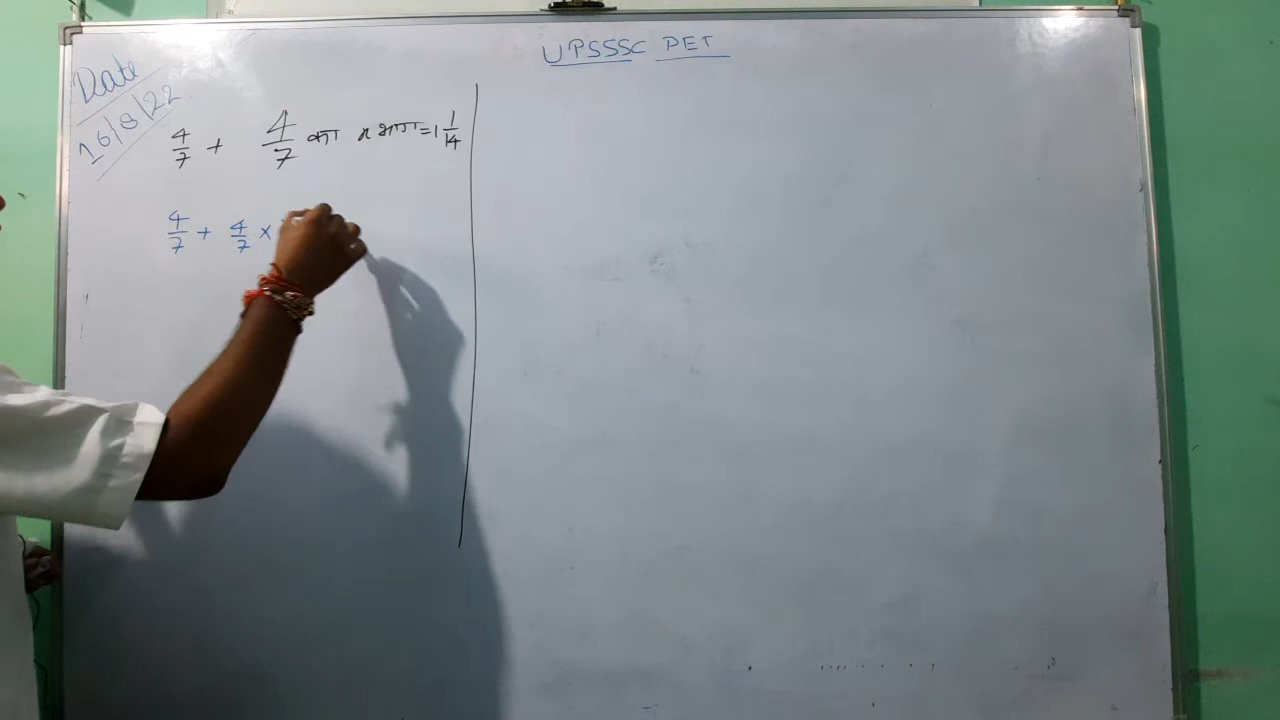 UPSSSC PET
Date
16/8/22
4/7 + 4/7 का x भाग = 1 1/14
4/7 + 4/7 ×